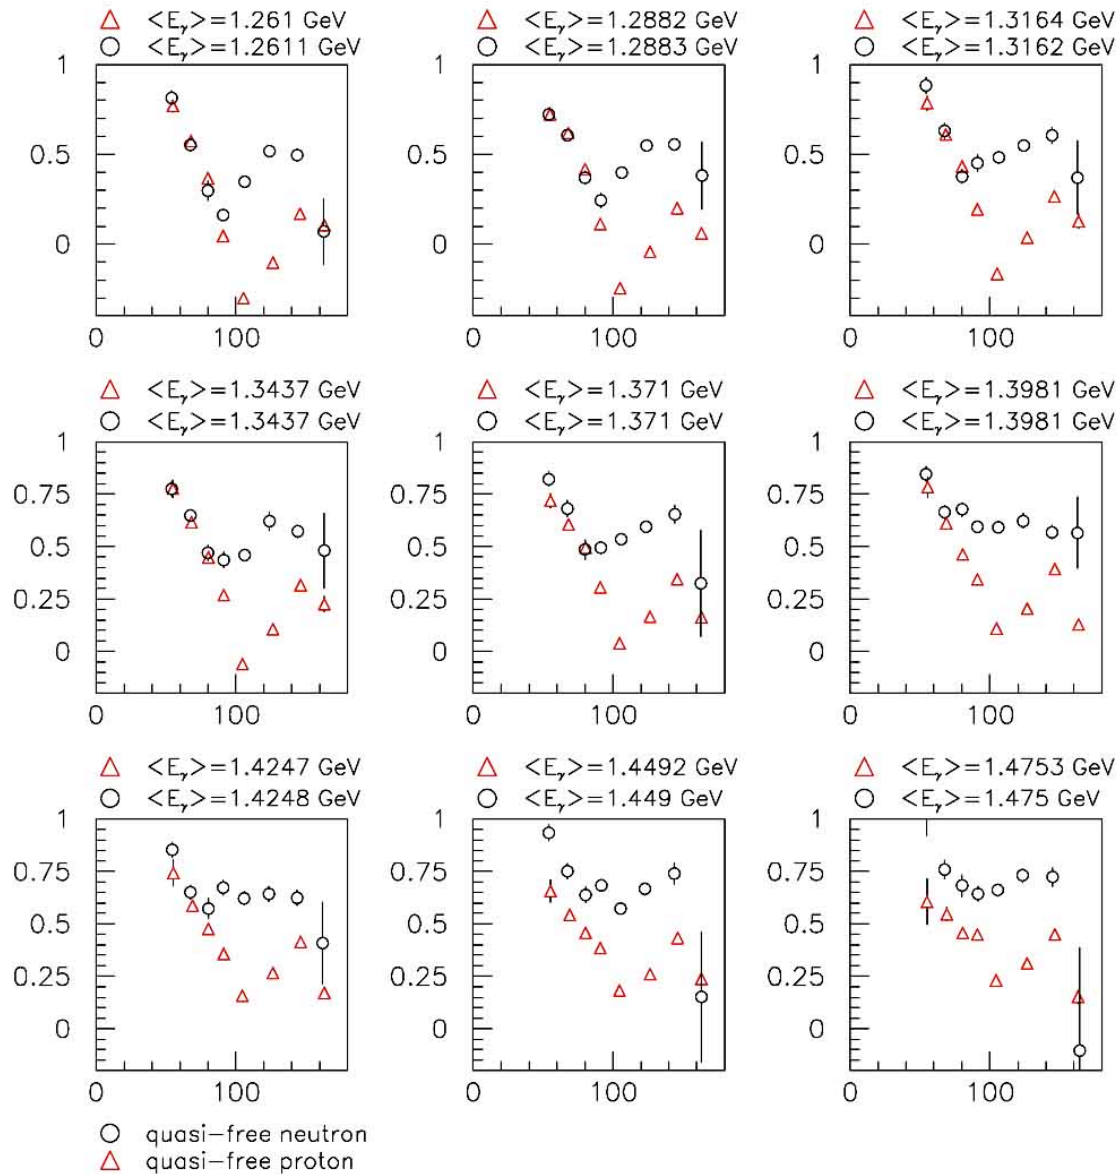 <E_γ>=1.261 GeV
<E_γ>=1.2611 GeV
<E_γ>=1.2882 GeV
<E_γ>=1.2883 GeV
<E_γ>=1.3164 GeV
<E_γ>=1.3162 GeV
1
0.5
0
0 100
1
0.5
0
0 100
1
0.5
0
0 100
<E_γ>=1.3437 GeV
<E_γ>=1.3437 GeV
<E_γ>=1.371 GeV
<E_γ>=1.371 GeV
<E_γ>=1.3981 GeV
<E_γ>=1.3981 GeV
1
0.75
0.5
0.25
0
0 100
1
0.75
0.5
0.25
0
0 100
1
0.75
0.5
0.25
0
0 100
<E_γ>=1.4247 GeV
<E_γ>=1.4248 GeV
<E_γ>=1.4492 GeV
<E_γ>=1.449 GeV
<E_γ>=1.4753 GeV
<E_γ>=1.475 GeV
1
0.75
0.5
0.25
0
0 100
1
0.75
0.5
0.25
0
0 100
1
0.75
0.5
0.25
0
0 100
quasi-free neutron
quasi-free proton